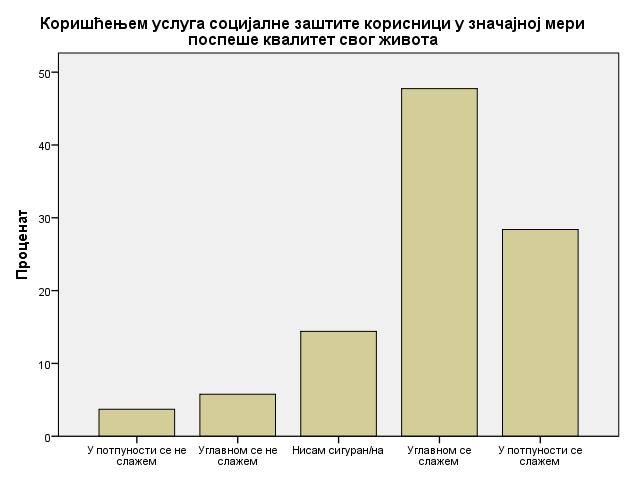 Коришћењем услуга социјалне заштите корисници у значајној мери
поспеше квалитет свог живота
Проценат
50
40
30
20
10
0
У потпуности се не
слажем
Углавном се не
слажем
Нисам сигуран/на
Углавном се
слажем
У потпуности се
слажем